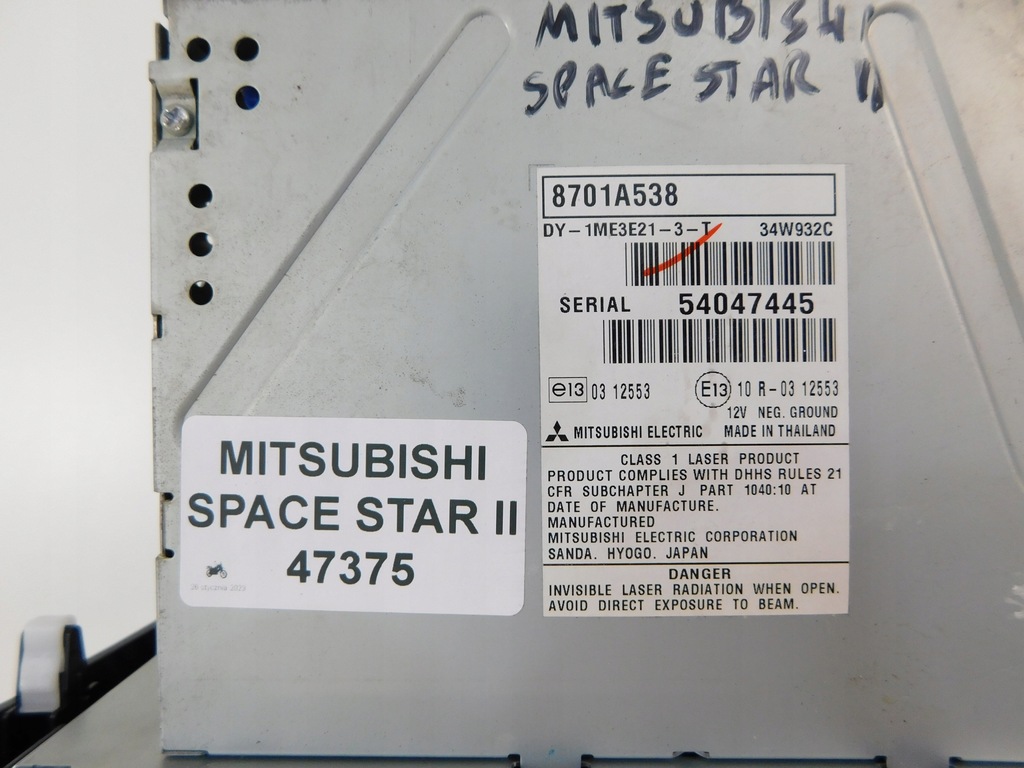 MITSUBISHI
SPACE STAR II
8701A538
DY-1ME3E21-3-T 34W932C
SERIAL 54047445
e13 03 12553 E13 10 R-03 12553
12V NEG. GROUND
MITSUBISHI ELECTRIC MADE IN THAILAND
CLASS 1 LASER PRODUCT
PRODUCT COMPLIES WITH DHHS RULES 21
CFR SUBCHAPTER J PART 1040:10 AT
DATE OF MANUFACTURE.
MANUFACTURED
MITSUBISHI ELECTRIC CORPORATION
SANDA. HYOGO. JAPAN
DANGER
INVISIBLE LASER RADIATION WHEN OPEN.
AVOID DIRECT EXPOSURE TO BEAM.
MITSUBISHI
SPACE STAR II
47375